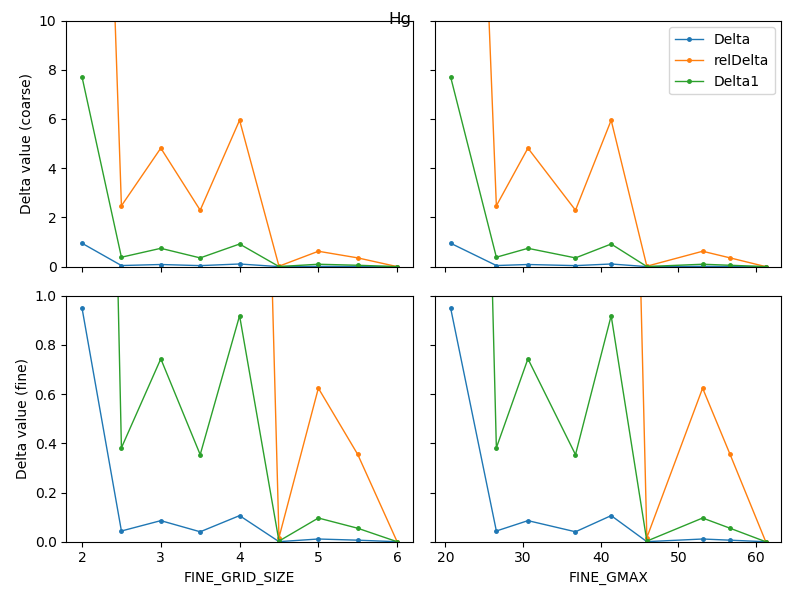 Hg
Delta value (coarse)
10
8
6
4
2
0
Delta
relDelta
Delta1
Delta value (fine)
1.0
0.8
0.6
0.4
0.2
0.0
2 3 4 5 6
FINE_GRID_SIZE
20 30 40 50 60
FINE_GMAX